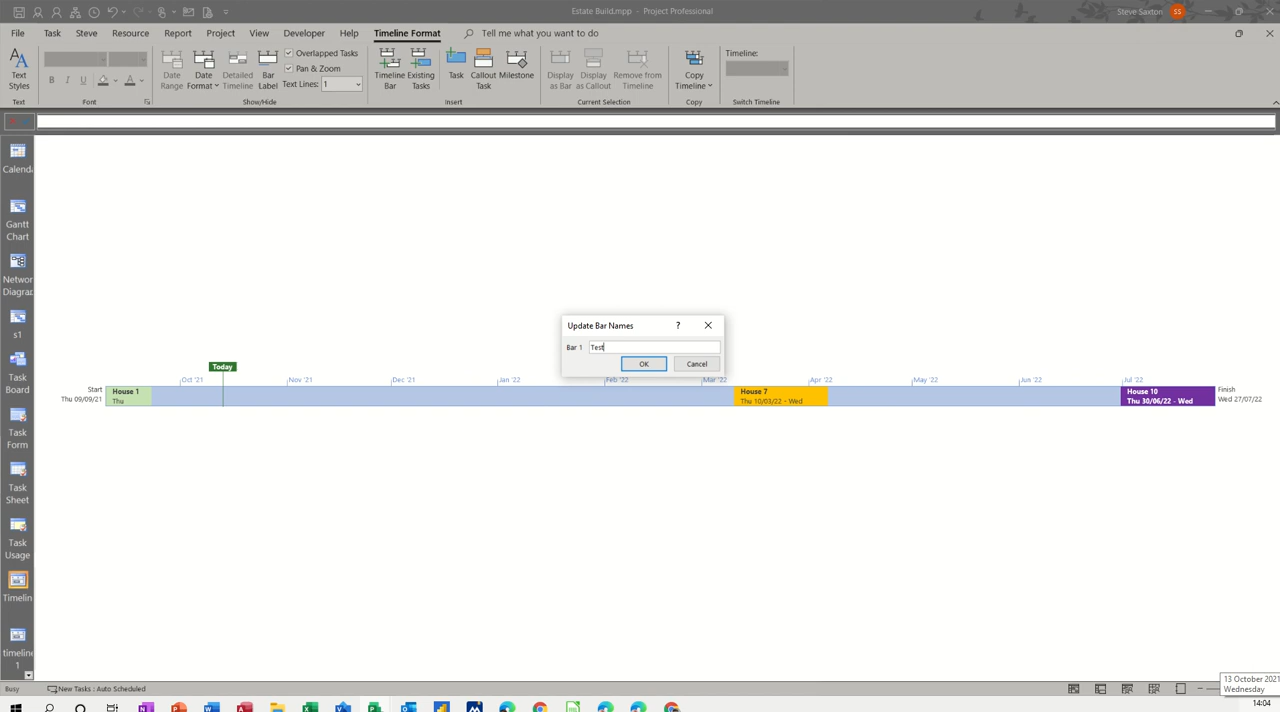 Estate Build.mpp - Project Professional
Steve Saxton SS
File Task Steve Resource Report Project View Developer Help Timeline Format Tell me what you want to do
Text Styles
Date Range
Date Format
Detailed Timeline
Bar Label
Overlapped Tasks
Pan & Zoom
Text Lines: 1
Timeline Bar
Existing Tasks
Task
Callout Task
Milestone
Display as Bar
Display as Callout
Remove from Timeline
Copy Timeline
Timeline:
B I U A
Text Font Show/Hide Insert Current Selection Copy Switch Timeline
Calenda
Gantt
Chart
Network
Diagrar
s1
Task
Board
Task
Form
Task
Sheet
Task
Usage
Timelin
timeline
1
Update Bar Names ?
Bar 1 Test
OK Cancel
Today
Oct '21 Nov '21 Dec '21 Jan '22 Feb '22 Mar '22 Apr '22 May '22 Jun '22 Jul '22
Start
Thu 09/09/21
House 1
Thu
House 7
Thu 10/03/22 - Wed
House 10
Thu 30/06/22 - Wed
Finish
Wed 27/07/22
Busy New Tasks : Auto Scheduled
13 October 2021
Wednesday
14:04